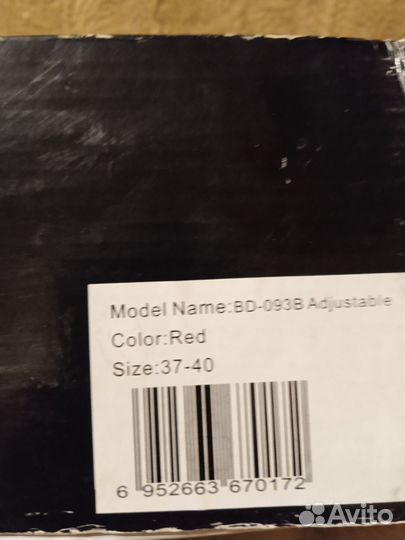 Model Name:BD-093B Adjustable
Color:Red
Size:37-40
6 952663 670172
Avito